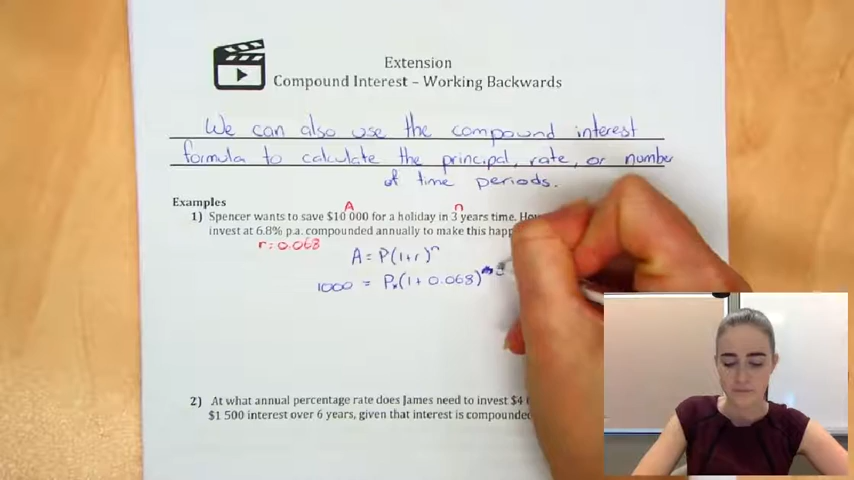 Extension
Compound Interest – Working Backwards
We can also use the compound interest
formula to calculate the principal, rate, or number
of time periods.
Examples
A n
1) Spencer wants to save $10 000 for a holiday in 3 years time.
invest at 6.8% p.a. compounded annually to make this
r = 0.068
A = P(1+r)^n
1000 = P×(1+0.068)
2) At what annual percentage rate does James need to invest $4
$1 500 interest over 6 years, given that interest is compounded